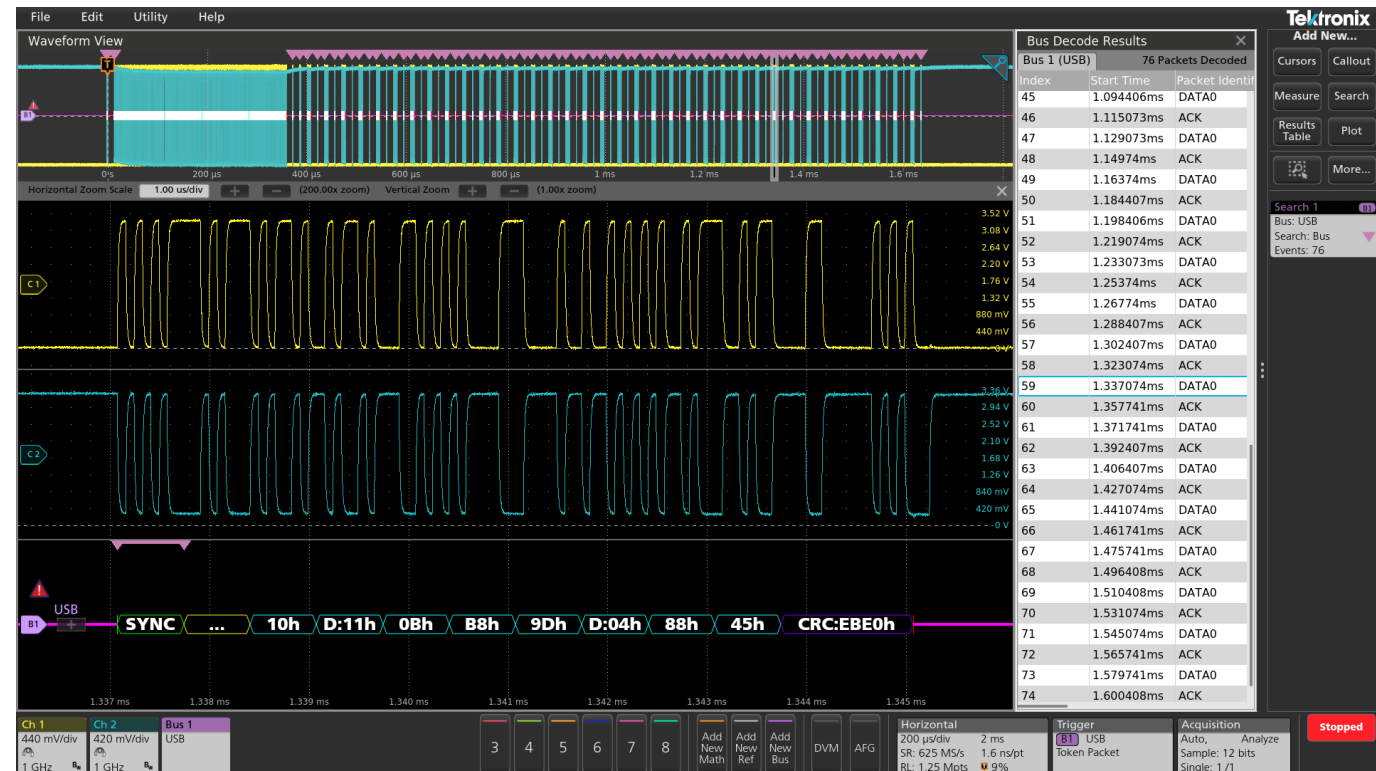 File Edit Utility Help
Tektronix
Waveform View
Add New...
Cursors Callout
Measure Search
Results Table Plot
More...
Search 1 B1
Bus: USB
Search: Bus
Events: 76
T
B1
0 s 200 µs 400 µs 600 µs 800 µs 1 ms 1.2 ms 1.4 ms 1.6 ms
Horizontal Zoom Scale 1.00 us/div + — (200.00x zoom) Vertical Zoom + — (1.00x zoom) ×
C1
3.52 V
3.08 V
2.64 V
2.20 V
1.76 V
1.32 V
880 mV
440 mV
0 V
C2
3.36 V
2.94 V
2.52 V
2.10 V
1.68 V
1.26 V
840 mV
420 mV
0 V
USB
B1 + SYNC ... 10h D:11h 0Bh B8h 9Dh D:04h 88h 45h CRC:EBE0h
1.337 ms 1.338 ms 1.339 ms 1.340 ms 1.341 ms 1.342 ms 1.343 ms 1.344 ms 1.345 ms
Bus Decode Results ×
Bus 1 (USB) 76 Packets Decoded
Index Start Time Packet Identif
45 1.094406ms DATA0
46 1.115073ms ACK
47 1.129073ms DATA0
48 1.14974ms ACK
49 1.16374ms DATA0
50 1.184407ms ACK
51 1.198406ms DATA0
52 1.219074ms ACK
53 1.233073ms DATA0
54 1.25374ms ACK
55 1.26774ms DATA0
56 1.288407ms ACK
57 1.302407ms DATA0
58 1.323074ms ACK
59 1.337074ms DATA0
60 1.357741ms ACK
61 1.371741ms DATA0
62 1.392407ms ACK
63 1.406407ms DATA0
64 1.427074ms ACK
65 1.441074ms DATA0
66 1.461741ms ACK
67 1.475741ms DATA0
68 1.496408ms ACK
69 1.510408ms DATA0
70 1.531074ms ACK
71 1.545074ms DATA0
72 1.565741ms ACK
73 1.579741ms DATA0
74 1.600408ms ACK
Ch 1
440 mV/div
1 GHz Bw
Ch 2
420 mV/div
1 GHz Bw
Bus 1
USB
3 4 5 6 7 8
Add New Math
Add New Ref
Add New Bus
DVM AFG
Horizontal
200 µs/div 2 ms
SR: 625 MS/s 1.6 ns/pt
RL: 1.25 Mpts 9%
Trigger
B1 USB
Token Packet
Acquisition
Auto, Analyze
Sample: 12 bits
Single: 1 /1
Stopped